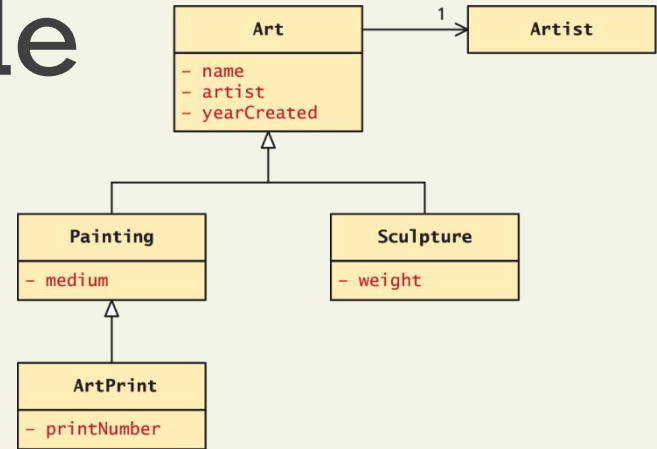 le
Art
1
Artist
- name
- artist
- yearCreated
Painting
Sculpture
- medium
- weight
ArtPrint
- printNumber